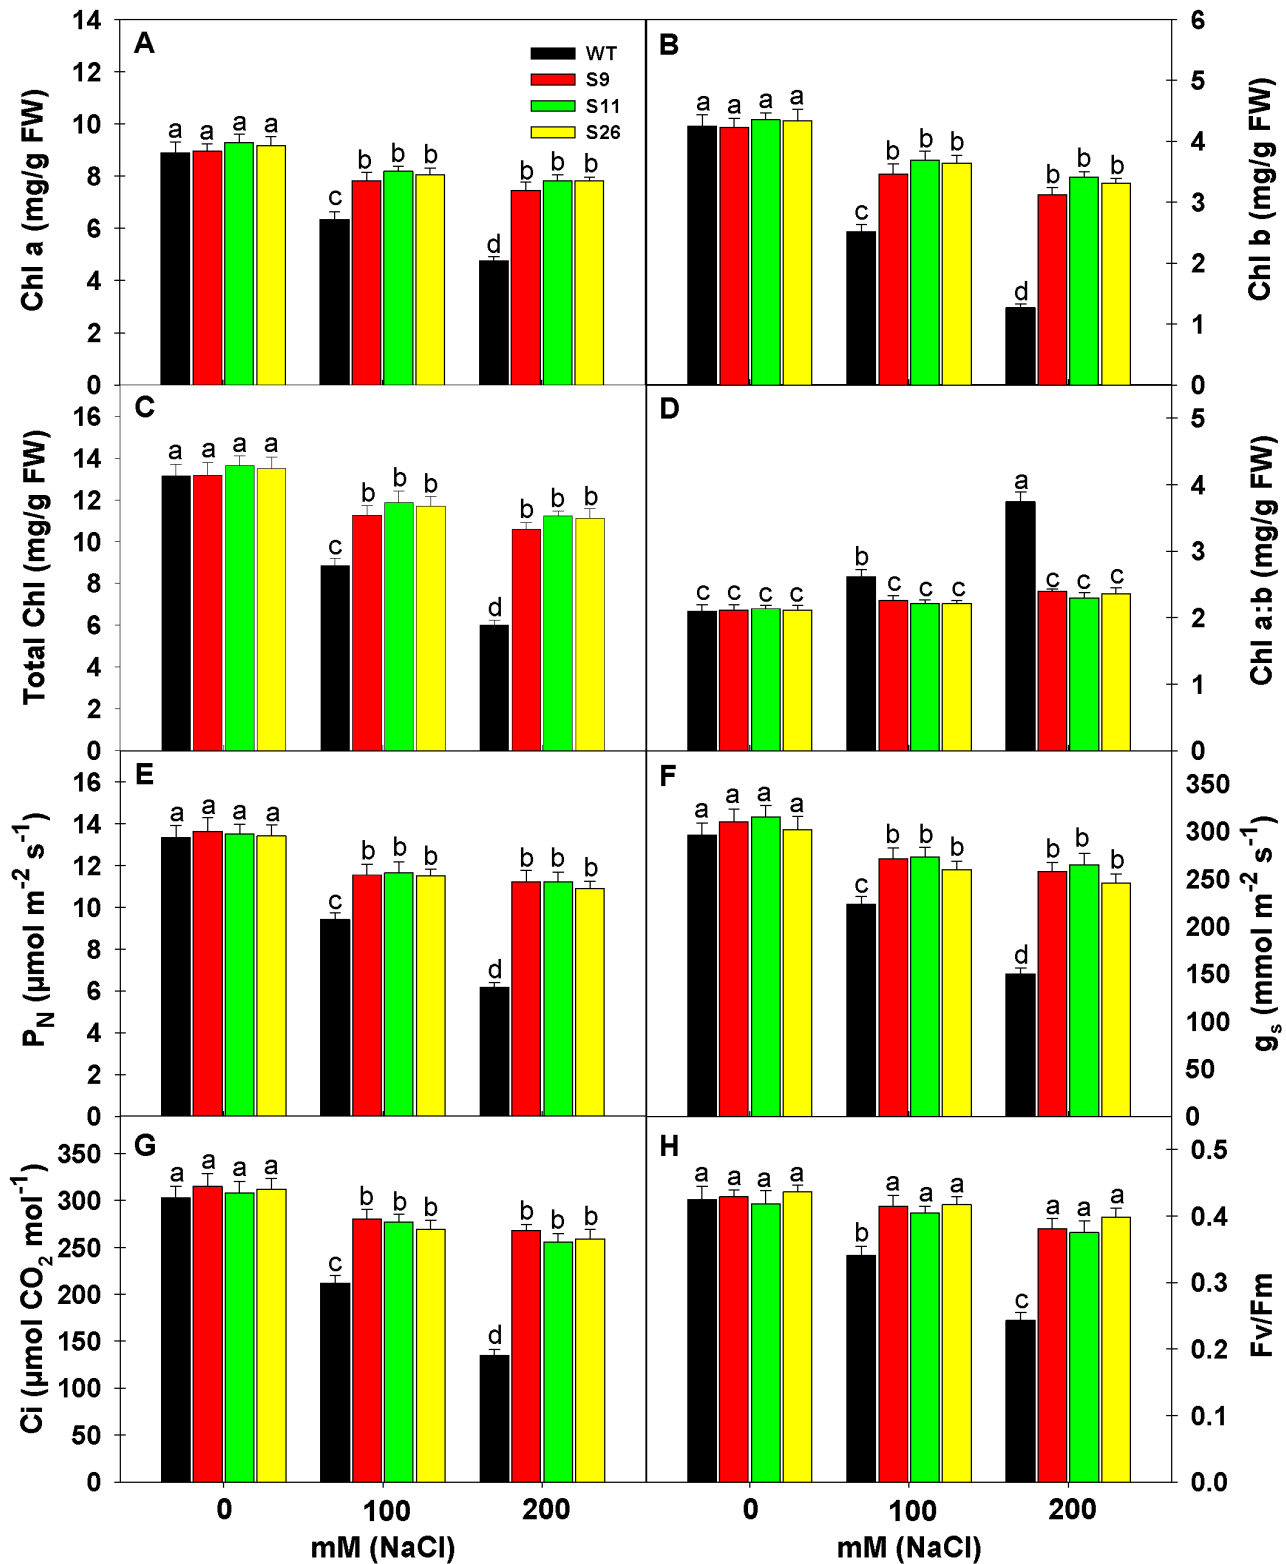 A
WT
S9
S11
S26
14
12
10
8
6
4
2
0
Chl a (mg/g FW)
a a a a
c b b b
d b b b
B
6
5
4
3
2
1
0
Chl b (mg/g FW)
a a a a
c b b b
d b b b
C
16
14
12
10
8
6
4
2
0
Total Chl (mg/g FW)
a a a a
c b b b
d b b b
D
5
4
3
2
1
0
Chl a:b (mg/g FW)
c c c c
b c c c
a c c c
E
16
14
12
10
8
6
4
2
0
P_N (µmol m⁻² s⁻¹)
a a a a
c b b b
d b b b
F
350
300
250
200
150
100
50
0
g_s (mmol m⁻² s⁻¹)
a a a a
c b b b
d b b b
G
350
300
250
200
150
100
50
0
Ci (µmol CO₂ mol⁻¹)
a a a a
c b b b
d b b b
0 100 200
mM (NaCl)
H
0.5
0.4
0.3
0.2
0.1
0.0
Fv/Fm
a a a a
b a a a
c a a a
0 100 200
mM (NaCl)